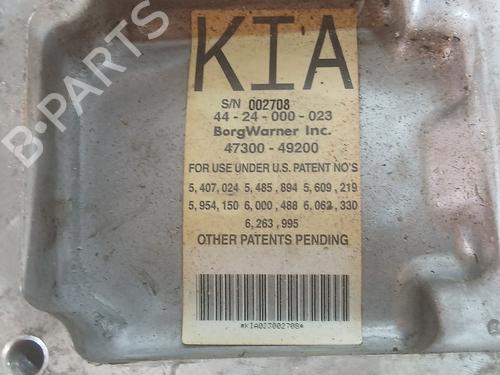 KIA
S/N 002708
44 - 24 - 000 - 023
BorgWarner Inc.
47300 - 49200
FOR USE UNDER U.S. PATENT NO'S
5,407,024 5,485,894 5,609,219
5,954,150 6,000,488 6,062,330
6,263,995
OTHER PATENTS PENDING
*KIA023002708*
B-PARTS